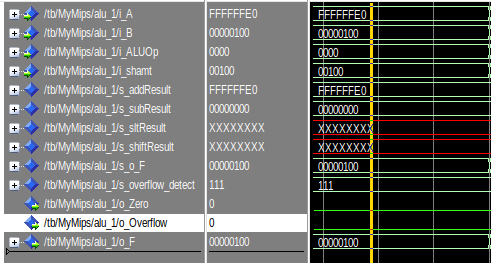 /tb/MyMips/alu_1/i_A FFFFFFE0 FFFFFFE0
/tb/MyMips/alu_1/i_B 00000100 00000100
/tb/MyMips/alu_1/i_ALUOp 0000 0000
/tb/MyMips/alu_1/i_shamt 00100 00100
/tb/MyMips/alu_1/s_addResult FFFFFFE0 FFFFFFE0
/tb/MyMips/alu_1/s_subResult 00000000 00000000
/tb/MyMips/alu_1/s_sltResult XXXXXXXX XXXXXXXX
/tb/MyMips/alu_1/s_shiftResult XXXXXXXX XXXXXXXX
/tb/MyMips/alu_1/s_o_F 00000100 00000100
/tb/MyMips/alu_1/s_overflow_detect 111 111
/tb/MyMips/alu_1/o_Zero 0
/tb/MyMips/alu_1/o_Overflow 0
/tb/MyMips/alu_1/o_F 00000100 00000100